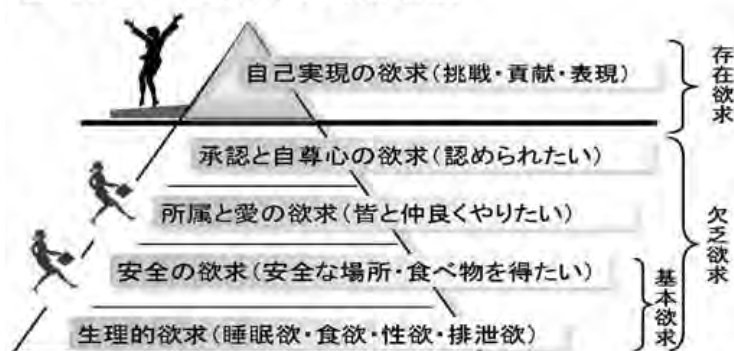 自己実現の欲求(挑戦・貢献・表現)
存在欲求
承認と自尊心の欲求(認められたい)
所属と愛の欲求(皆と仲良くやりたい)
安全の欲求(安全な場所・食べ物を得たい)
生理的欲求(睡眠欲・食欲・性欲・排泄欲)
基本欲求
欠乏欲求